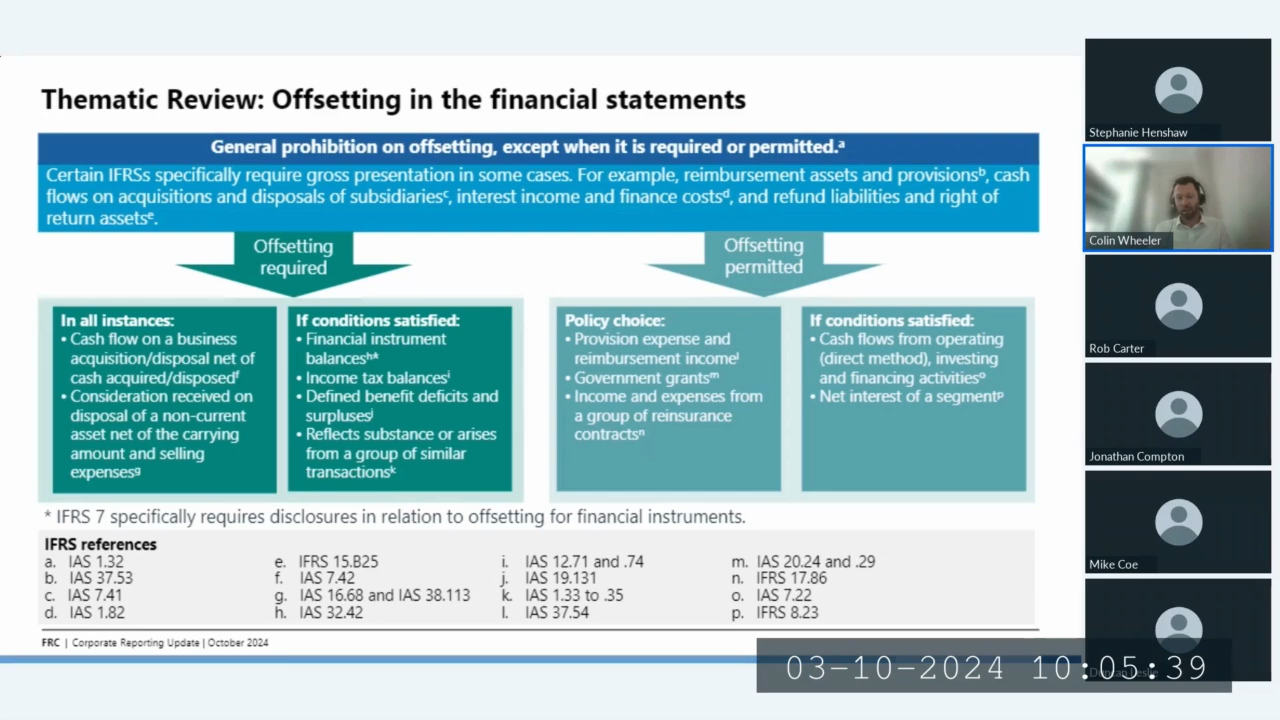 Thematic Review: Offsetting in the financial statements
General prohibition on offsetting, except when it is required or permitted.ᵃ
Certain IFRSs specifically require gross presentation in some cases. For example, reimbursement assets and provisionsᵇ, cash
flows on acquisitions and disposals of subsidiariesᶜ, interest income and finance costsᵈ, and refund liabilities and right of
return assetsᵉ.
Offsetting
required
Offsetting
permitted
In all instances:
• Cash flow on a business
acquisition/disposal net of
cash acquired/disposedᶠ
• Consideration received on
disposal of a non-current
asset net of the carrying
amount and selling
expensesᵍ
If conditions satisfied:
• Financial instrument
balancesʰ*
• Income tax balancesⁱ
• Defined benefit deficits and
surplusesʲ
• Reflects substance or arises
from a group of similar
transactionsᵏ
Policy choice:
• Provision expense and
reimbursement incomeˡ
• Government grantsᵐ
• Income and expenses from
a group of reinsurance
contractsⁿ
If conditions satisfied:
• Cash flows from operating
(direct method), investing
and financing activitiesᵒ
• Net interest of a segmentᵖ
* IFRS 7 specifically requires disclosures in relation to offsetting for financial instruments.
IFRS references
a. IAS 1.32
b. IAS 37.53
c. IAS 7.41
d. IAS 1.82
e. IFRS 15.B25
f. IAS 7.42
g. IAS 16.68 and IAS 38.113
h. IAS 32.42
i. IAS 12.71 and .74
j. IAS 19.131
k. IAS 1.33 to .35
l. IAS 37.54
m. IAS 20.24 and .29
n. IFRS 17.86
o. IAS 7.22
p. IFRS 8.23
FRC | Corporate Reporting Update | October 2024
Stephanie Henshaw
Colin Wheeler
Rob Carter
Jonathan Compton
Mike Coe
03-10-2024 10:05:39